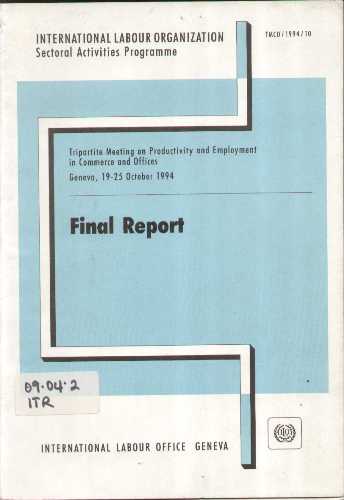 INTERNATIONAL LABOUR ORGANIZATION
Sectoral Activities Programme
TMCO/1994/10
Tripartite Meeting on Productivity and Employment
in Commerce and Offices
Geneva, 19-25 October 1994
Final Report
09.04.2
ITR
INTERNATIONAL LABOUR OFFICE GENEVA